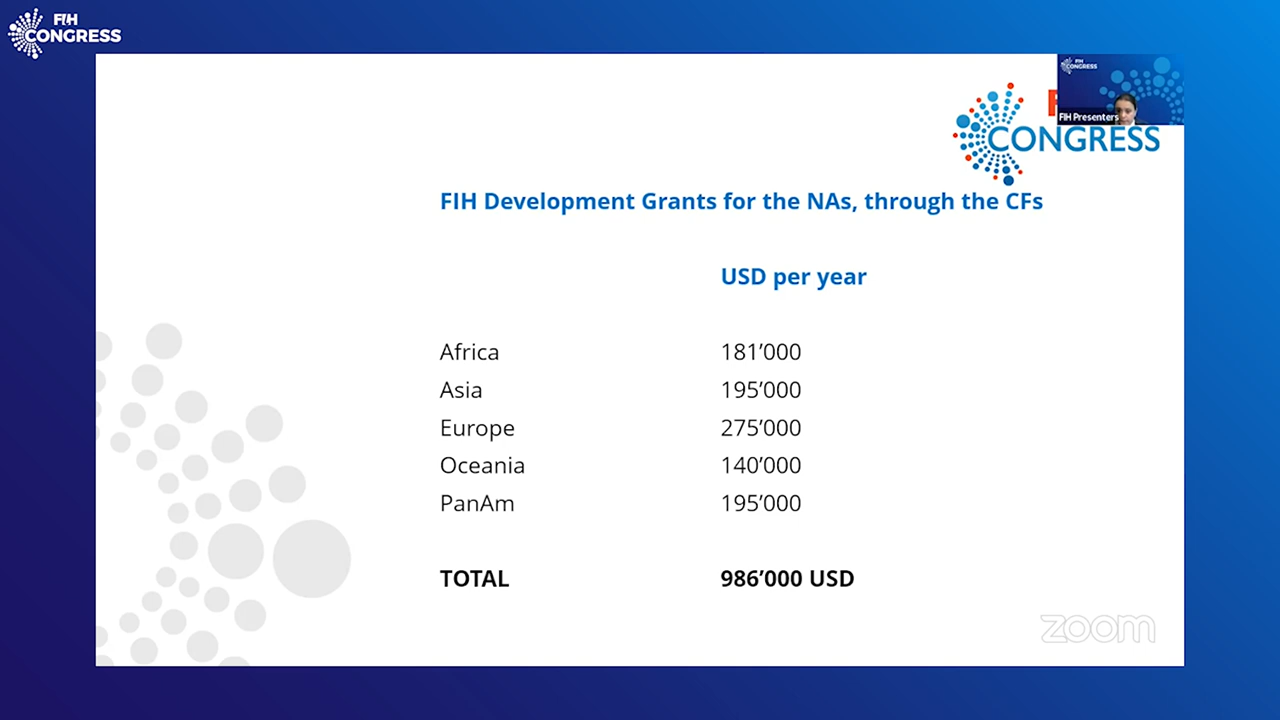 FIH
CONGRESS
FIH
CONGRESS
FIH Presenters
CONGRESS
FIH Development Grants for the NAs, through the CFs
USD per year
Africa 181’000
Asia 195’000
Europe 275’000
Oceania 140’000
PanAm 195’000
TOTAL 986’000 USD
zoom